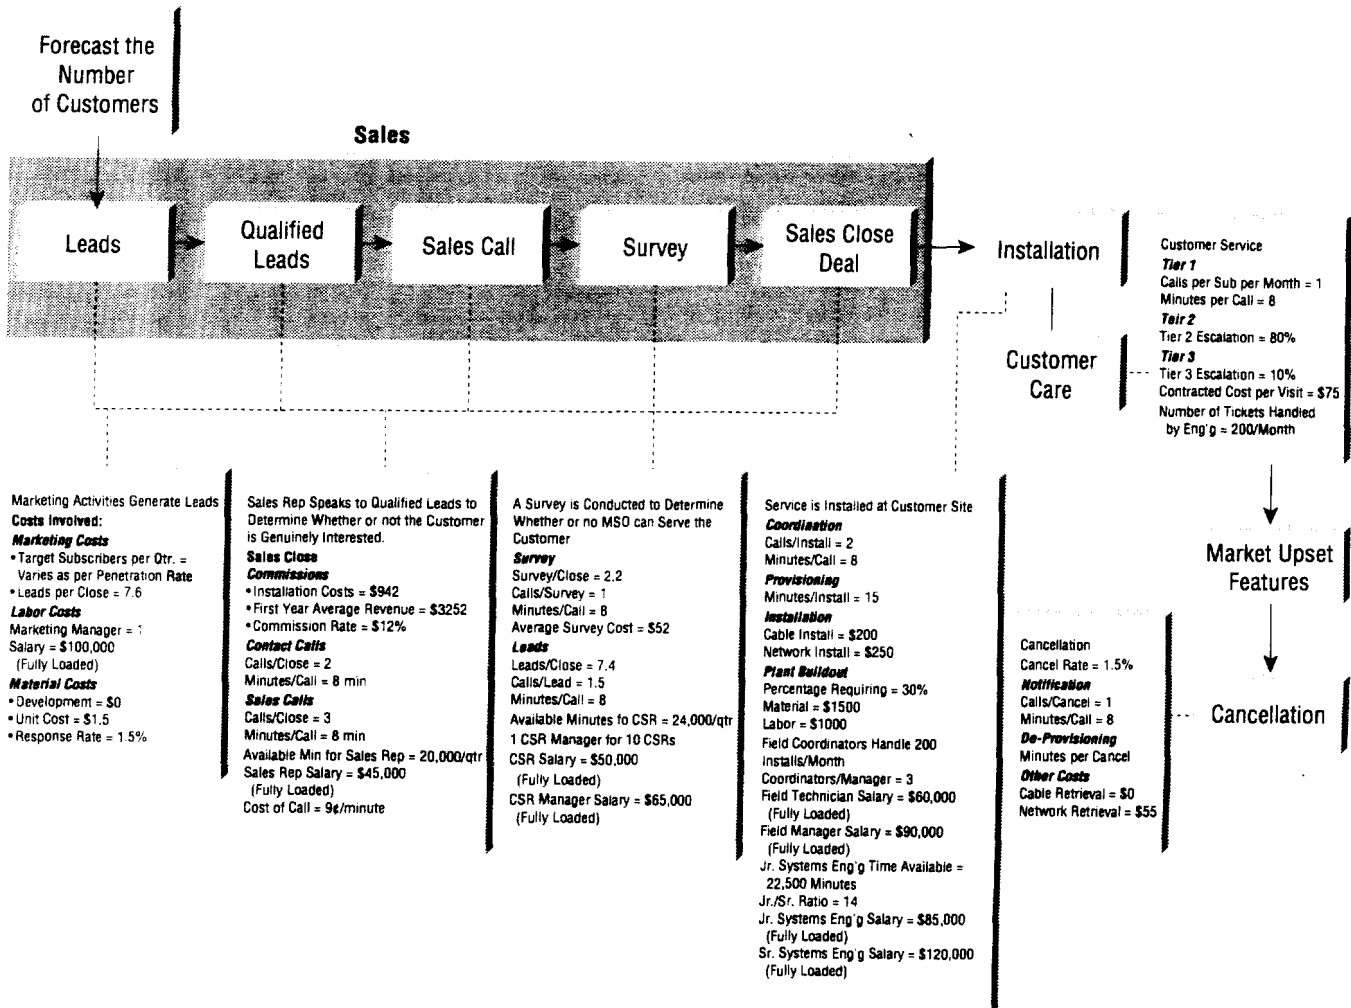 Forecast the
Number
of Customers
Sales
Leads
Qualified
Leads
Sales Call
Survey
Sales Close
Deal
Installation
Customer
Care
Customer Service
Tier 1
Calls per Sub per Month = 1
Minutes per Call = 8
Teir 2
Tier 2 Escalation = 80%
Tier 3
Tier 3 Escalation = 10%
Contracted Cost per Visit = $75
Number of Tickets Handled
by Eng'g = 200/Month
Marketing Activities Generate Leads
Costs Involved:
Marketing Costs
• Target Subscribers per Qtr. =
Varies as per Penetration Rate
• Leads per Close = 7.6
Labor Costs
Marketing Manager = 1
Salary = $100,000
(Fully Loaded)
Material Costs
• Development = $0
• Unit Cost = $1.5
• Response Rate = 1.5%
Sales Rep Speaks to Qualified Leads to
Determine Whether or not the Customer
is Genuinely Interested.
Sales Close
Commissions
• Installation Costs = $942
• First Year Average Revenue = $3252
• Commission Rate = $12%
Contact Calls
Calls/Close = 2
Minutes/Call = 8 min
Sales Calls
Calls/Close = 3
Minutes/Call = 8 min
Available Min for Sales Rep = 20,000/qtr
Sales Rep Salary = $45,000
(Fully Loaded)
Cost of Call = 9¢/minute
A Survey is Conducted to Determine
Whether or no MSO can Serve the
Customer
Survey
Survey/Close = 2.2
Calls/Survey = 1
Minutes/Call = 8
Average Survey Cost = $52
Leads
Leads/Close = 7.4
Calls/Lead = 1.5
Minutes/Call = 8
Available Minutes fo CSR = 24,000/qtr
1 CSR Manager for 10 CSRs
CSR Salary = $50,000
(Fully Loaded)
CSR Manager Salary = $65,000
(Fully Loaded)
Service is Installed at Customer Site
Coordination
Calls/Install = 2
Minutes/Call = 8
Provisioning
Minutes/Install = 15
Installation
Cable Install = $200
Network Install = $250
Plant Buildout
Percentage Requiring = 30%
Material = $1500
Labor = $1000
Field Coordinators Handle 200
Installs/Month
Coordinators/Manager = 3
Field Technician Salary = $60,000
(Fully Loaded)
Field Manager Salary = $90,000
(Fully Loaded)
Jr. Systems Eng'g Time Available =
22,500 Minutes
Jr./Sr. Ratio = 14
Jr. Systems Eng'g Salary = $85,000
(Fully Loaded)
Sr. Systems Eng'g Salary = $120,000
(Fully Loaded)
Market Upset
Features
Cancellation
Cancellation
Cancel Rate = 1.5%
Notification
Calls/Cancel = 1
Minutes/Call = 8
De-Provisioning
Minutes per Cancel
Other Costs
Cable Retrieval = $0
Network Retrieval = $55